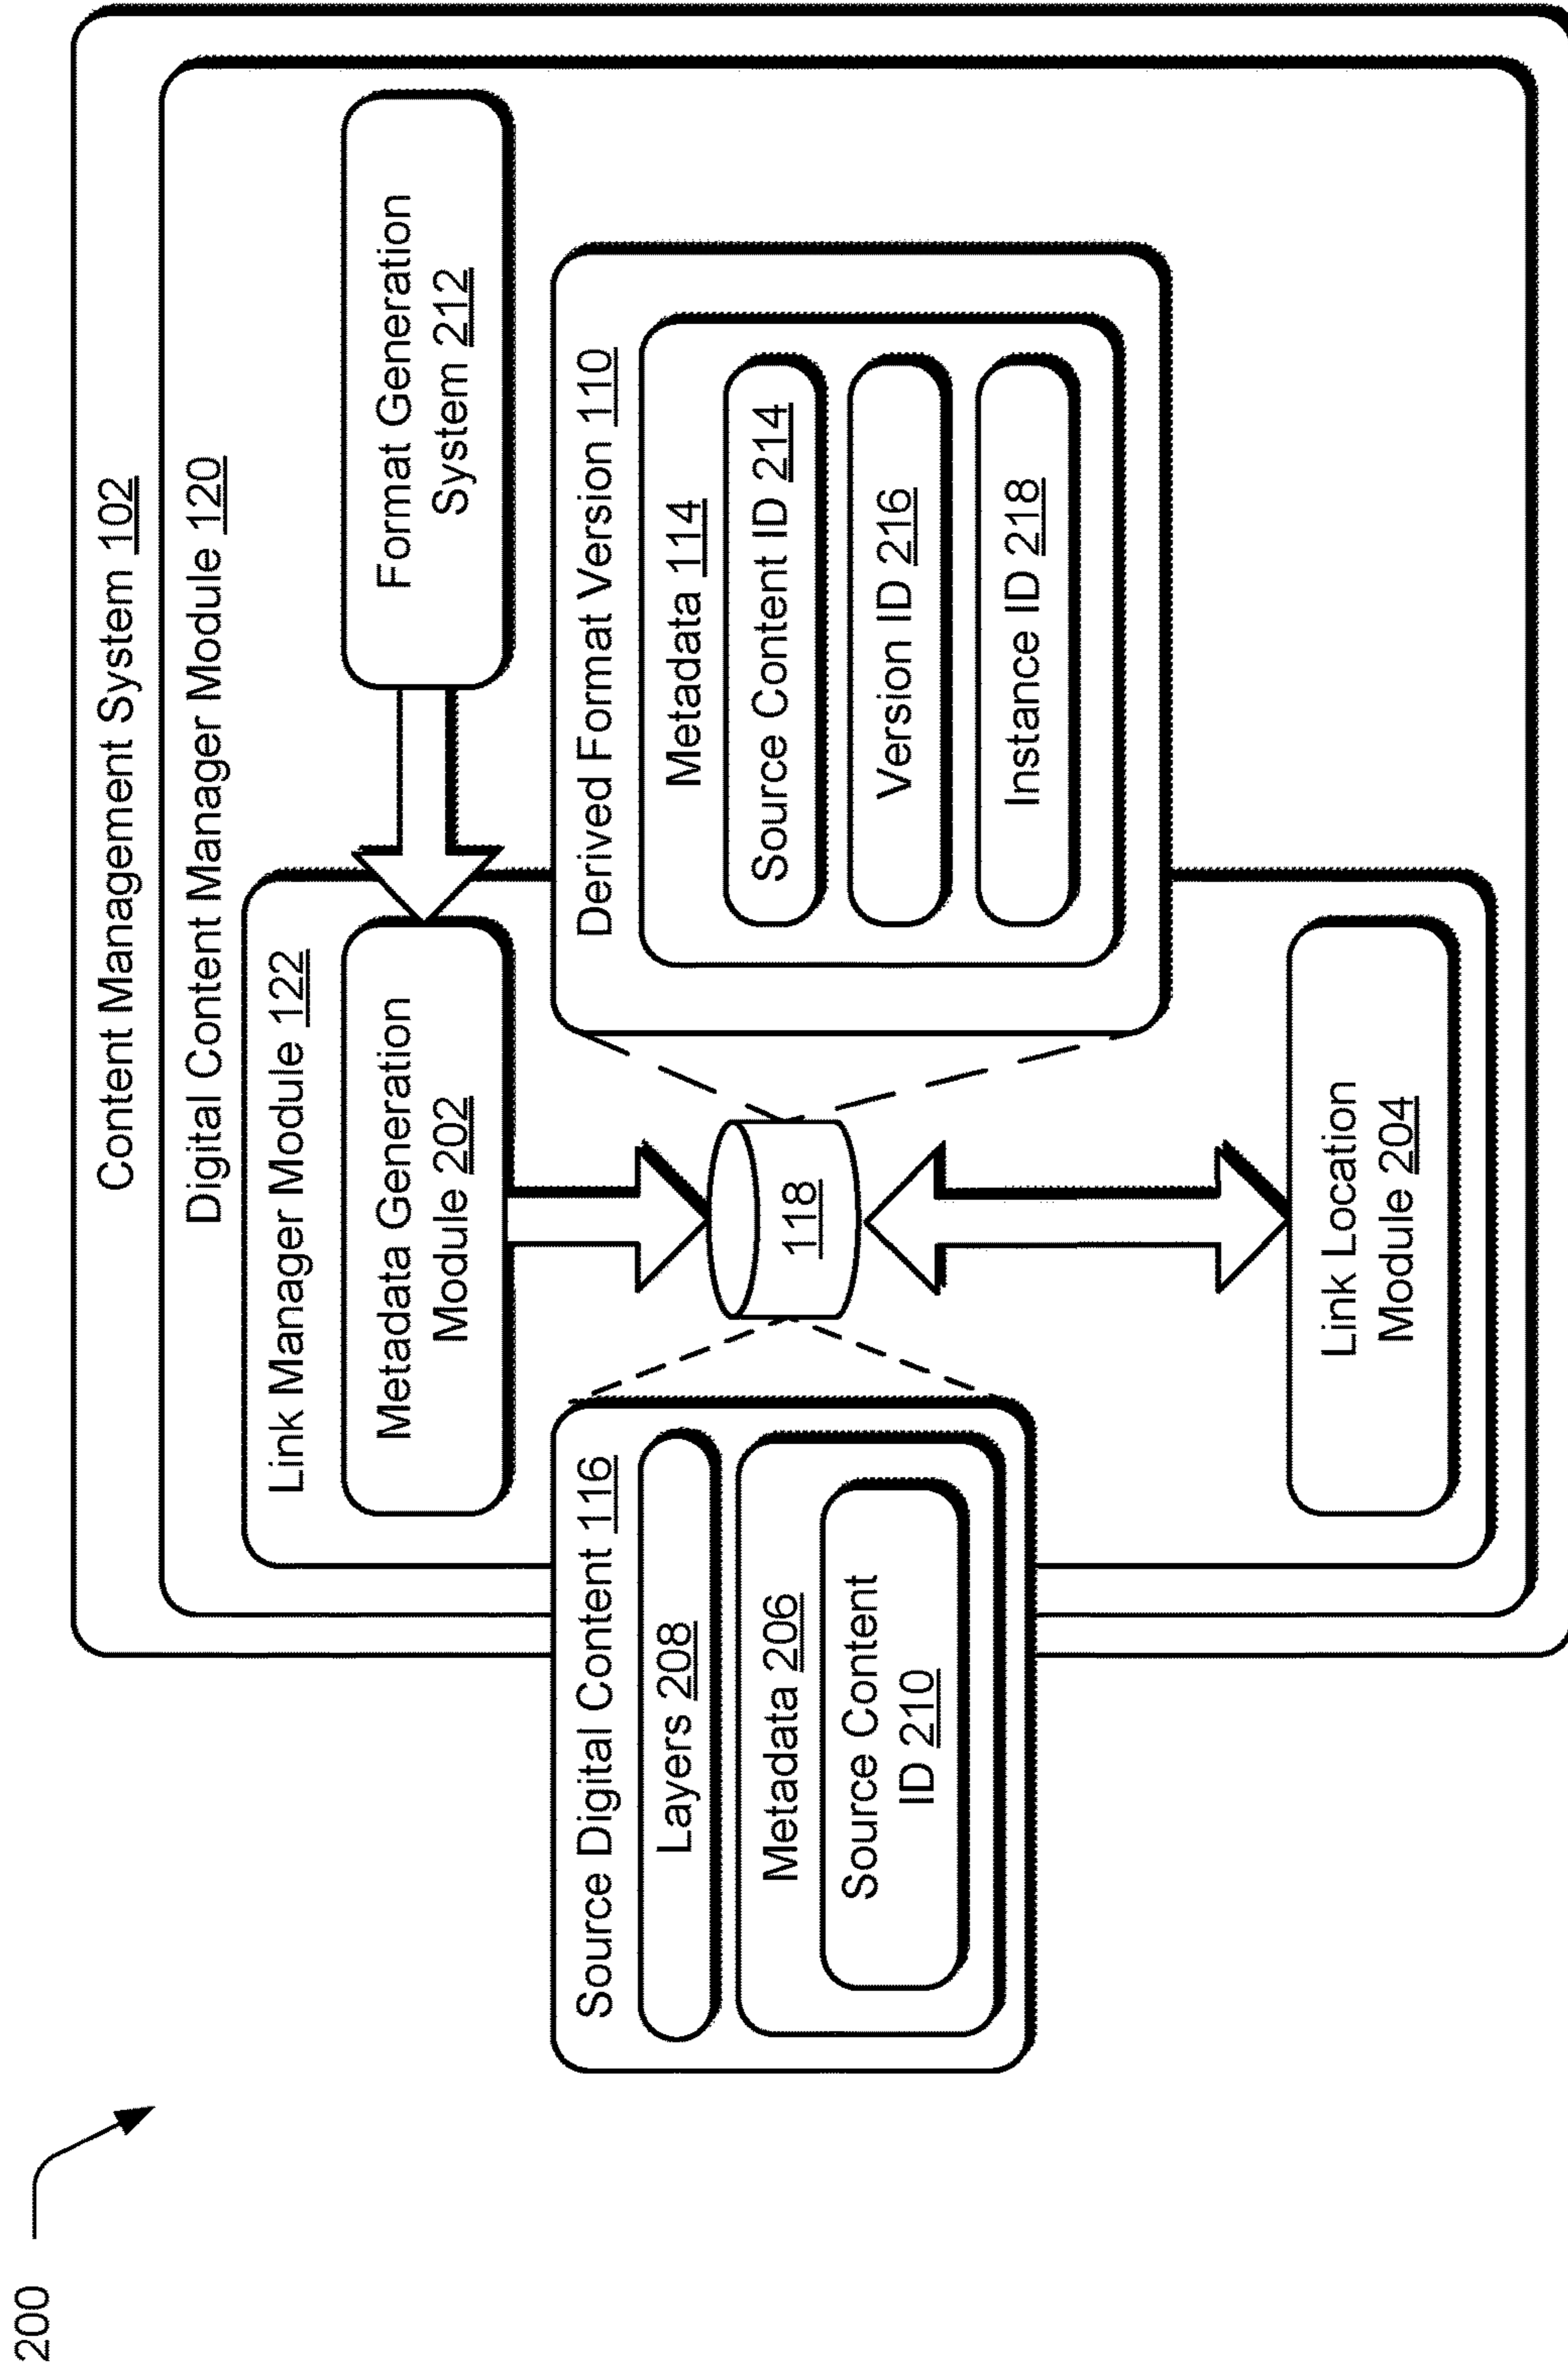 200
Content Management System 102
Digital Content Manager Module 120
Link Manager Module 122
Metadata Generation
Module 202
Format Generation
System 212
Source Digital Content 116
Layers 208
Metadata 206
Source Content
ID 210
118
Derived Format Version 110
Metadata 114
Source Content ID 214
Version ID 216
Instance ID 218
Link Location
Module 204